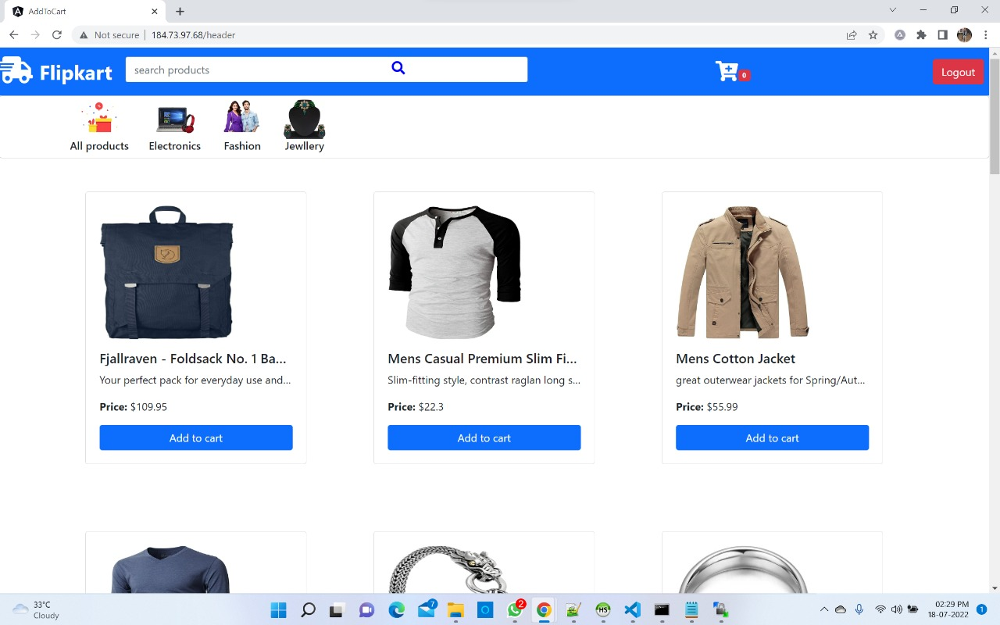 AddToCart
Not secure
184.73.97.68/header
Flipkart
search products
0
Logout
All products
Electronics
Fashion
Jewllery
Fjallraven - Foldsack No. 1 Ba...
Mens Casual Premium Slim Fi...
Mens Cotton Jacket
Your perfect pack for everyday use and...
Slim-fitting style, contrast raglan long s...
great outerwear jackets for Spring/Aut...
Price: $109.95
Price: $22.3
Price: $55.99
Add to cart
Add to cart
Add to cart
33°C
Cloudy
7
2
HS
02:29 PM
18-07-2022
1